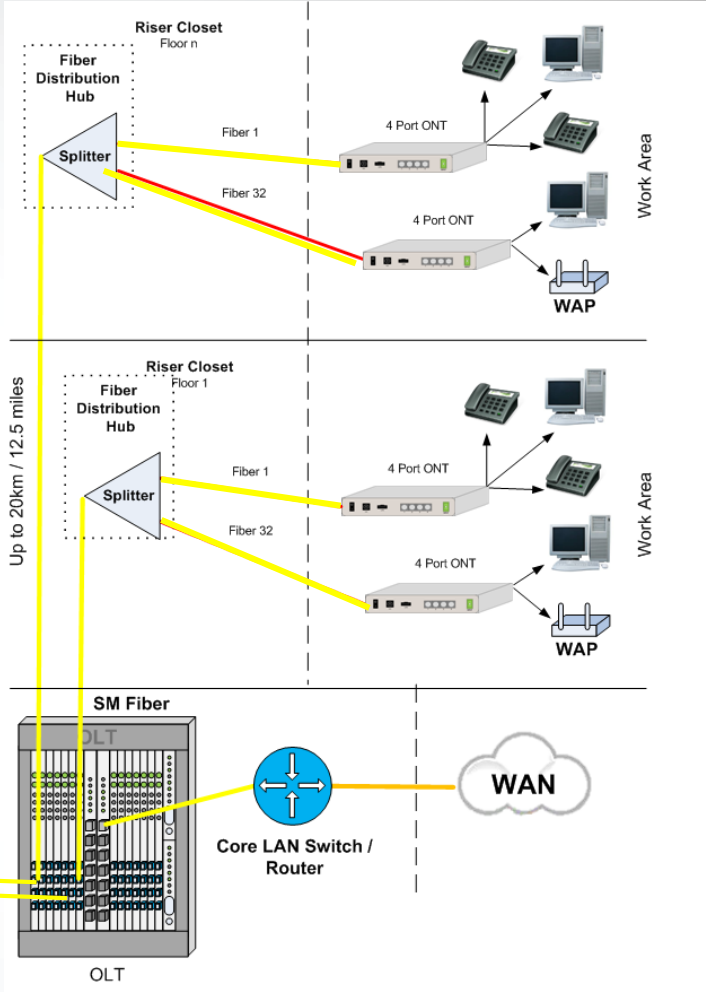 Riser Closet
Floor n
Fiber
Distribution
Hub
Splitter
Fiber 1
Fiber 32
4 Port ONT
4 Port ONT
WAP
Work Area
Up to 20km / 12.5 miles
Riser Closet
Floor 1
Fiber
Distribution
Hub
Splitter
Fiber 1
Fiber 32
4 Port ONT
4 Port ONT
WAP
Work Area
SM Fiber
OLT
Core LAN Switch /
Router
WAN
OLT